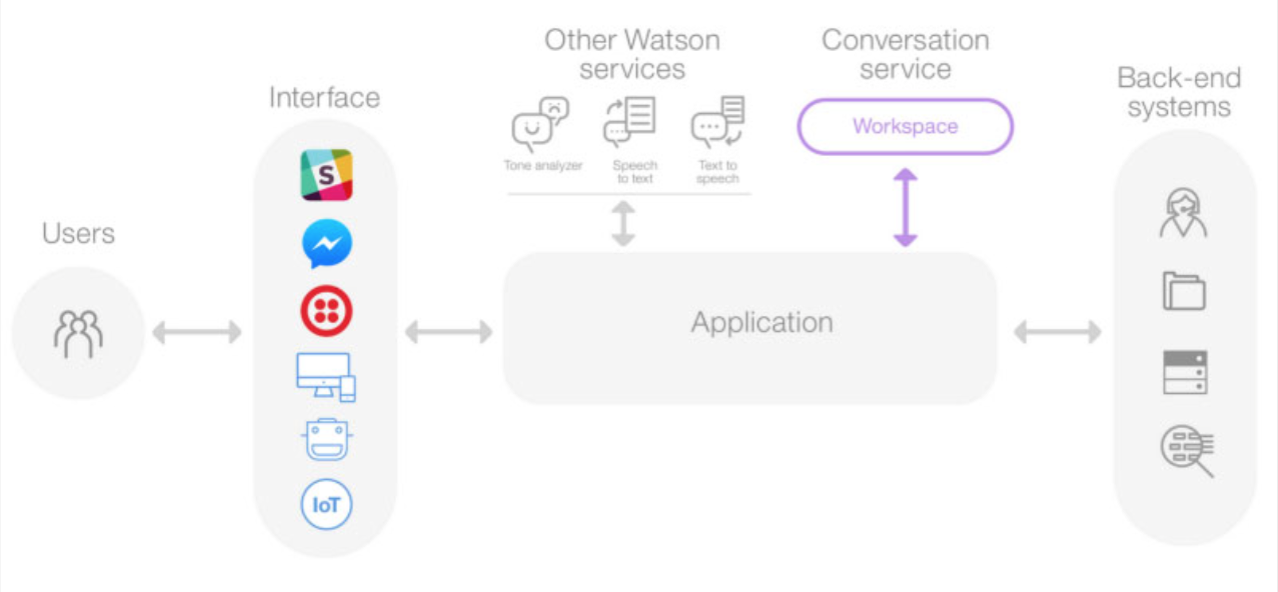 Users
Interface
S
IoT
Other Watson
services
Tone analyzer
Speech
to text
Text to
speech
Conversation
service
Workspace
Application
Back-end
systems